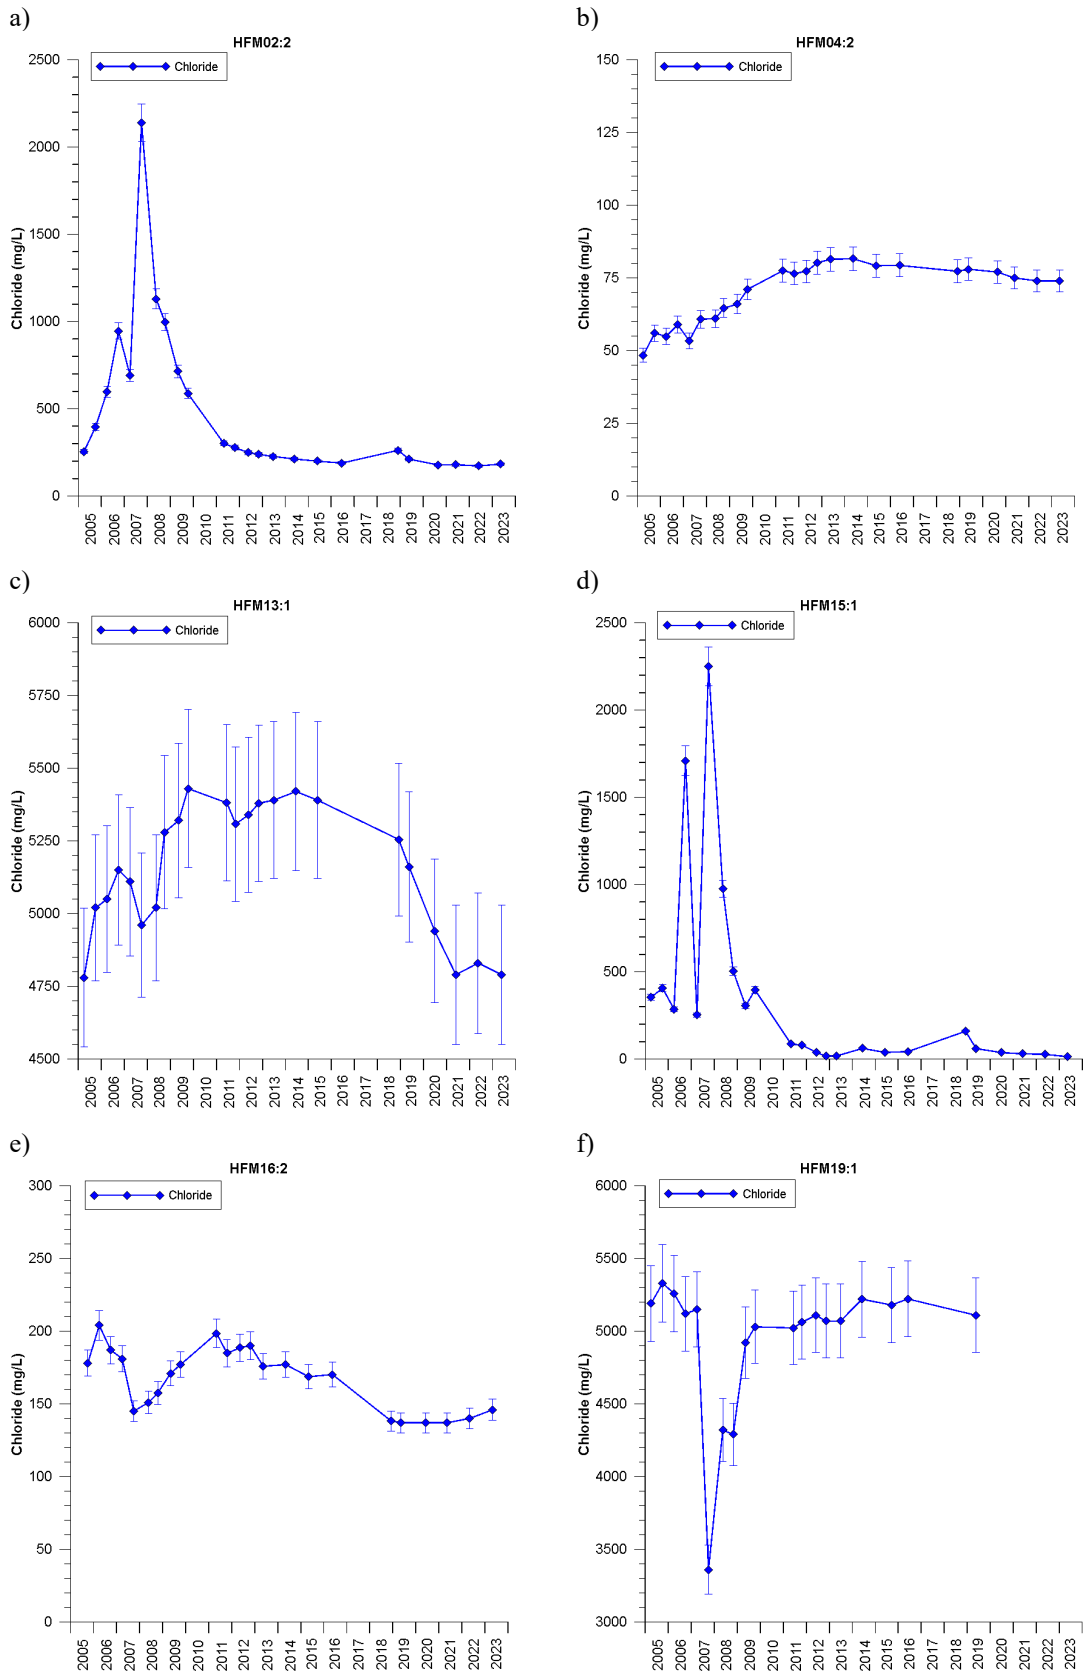 a)
HFM02:2
Chloride
Chloride (mg/L)
2500
2000
1500
1000
500
0
2005 2006 2007 2008 2009 2010 2011 2012 2013 2014 2015 2016 2017 2018 2019 2020 2021 2022 2023
b)
HFM04:2
Chloride
Chloride (mg/L)
150
125
100
75
50
25
0
2005 2006 2007 2008 2009 2010 2011 2012 2013 2014 2015 2016 2017 2018 2019 2020 2021 2022 2023
c)
HFM13:1
Chloride
Chloride (mg/L)
6000
5750
5500
5250
5000
4750
4500
2005 2006 2007 2008 2009 2010 2011 2012 2013 2014 2015 2016 2017 2018 2019 2020 2021 2022 2023
d)
HFM15:1
Chloride
Chloride (mg/L)
2500
2000
1500
1000
500
0
2005 2006 2007 2008 2009 2010 2011 2012 2013 2014 2015 2016 2017 2018 2019 2020 2021 2022 2023
e)
HFM16:2
Chloride
Chloride (mg/L)
300
250
200
150
100
50
0
2005 2006 2007 2008 2009 2010 2011 2012 2013 2014 2015 2016 2017 2018 2019 2020 2021 2022 2023
f)
HFM19:1
Chloride
Chloride (mg/L)
6000
5500
5000
4500
4000
3500
3000
2005 2006 2007 2008 2009 2010 2011 2012 2013 2014 2015 2016 2017 2018 2019 2020 2021 2022 2023